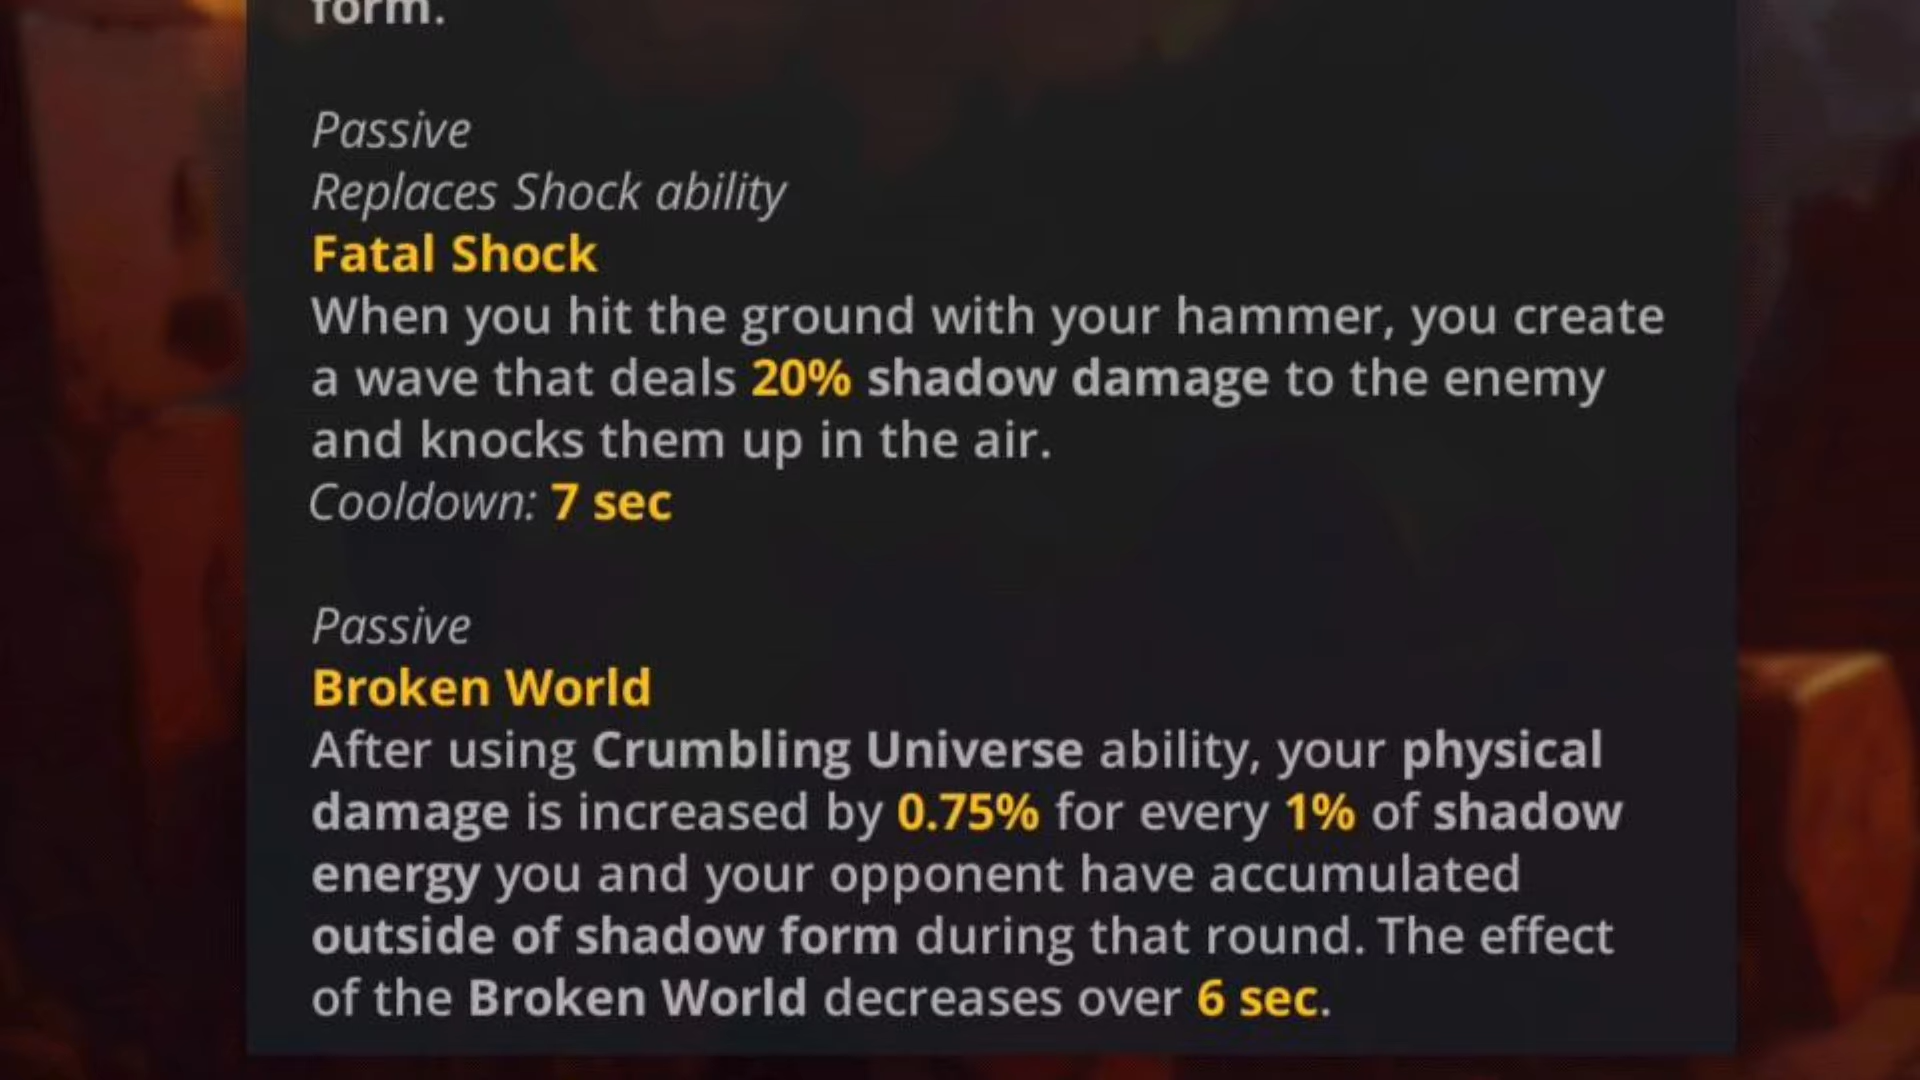 form.
Passive
Replaces Shock ability
Fatal Shock
When you hit the ground with your hammer, you create
a wave that deals 20% shadow damage to the enemy
and knocks them up in the air.
Cooldown: 7 sec
Passive
Broken World
After using Crumbling Universe ability, your physical
damage is increased by 0.75% for every 1% of shadow
energy you and your opponent have accumulated
outside of shadow form during that round. The effect
of the Broken World decreases over 6 sec.